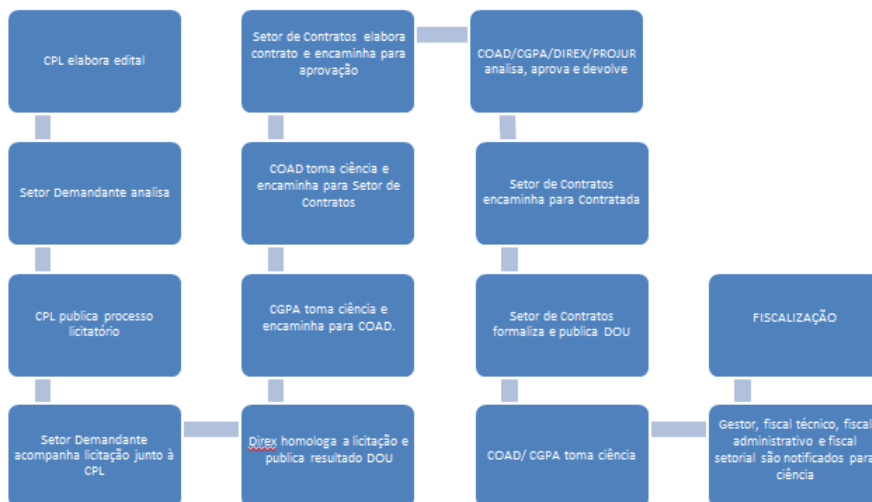 CPL elabora edital
Setor Demandante analisa
CPL publica processo
licitatório
Setor Demandante
acompanha licitação junto à
CPL
Direx homologa a licitação e
publica resultado DOU
CGPA toma ciência e
encaminha para COAD.
COAD toma ciência e
encaminha para Setor de
Contratos
Setor de Contratos elabora
contrato e encaminha para
aprovação
COAD/CGPA/DIREX/PROJUR
analisa, aprova e devolve
Setor de Contratos
encaminha para Contratada
Setor de Contratos
formaliza e publica DOU
COAD/ CGPA toma ciência
Gestor, fiscal técnico, fiscal
administrativo e fiscal
setorial são notificados para
ciência
FISCALIZAÇÃO